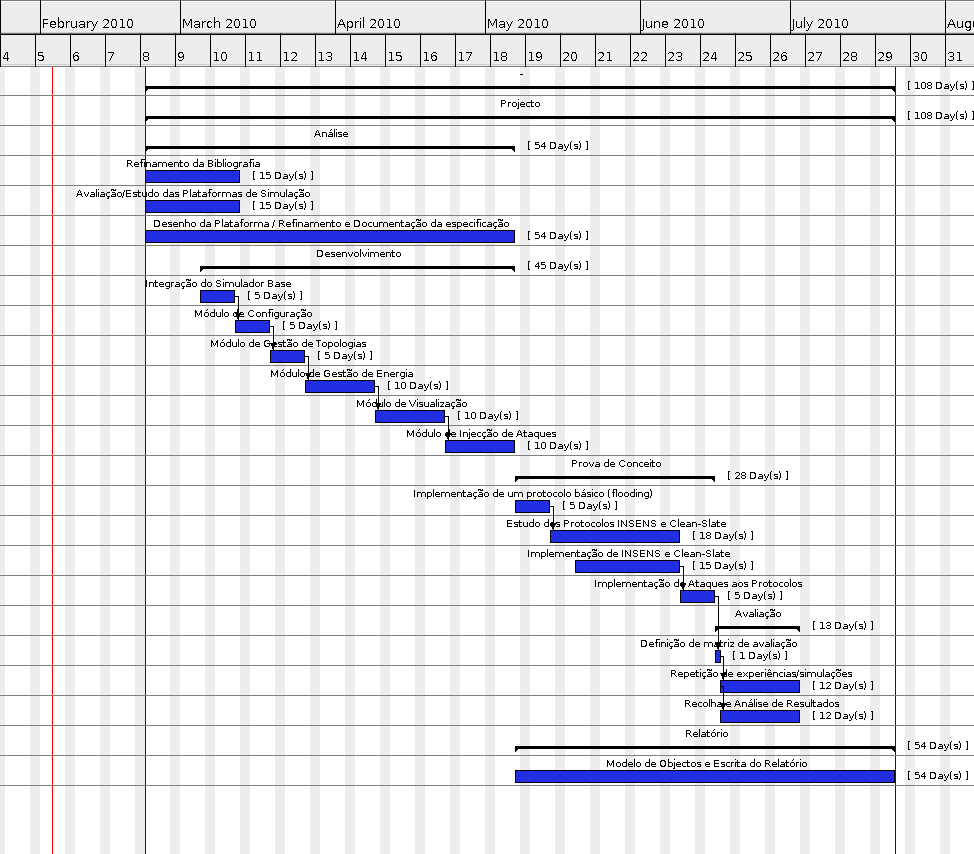 February 2010 March 2010 April 2010 May 2010 June 2010 July 2010 Aug
4 5 6 7 8 9 10 11 12 13 14 15 16 17 18 19 20 21 22 23 24 25 26 27 28 29 30 31
-
[ 108 Day(s) ]
Projecto
[ 108 Day(s) ]
Análise
[ 54 Day(s) ]
Refinamento da Bibliografia
[ 15 Day(s) ]
Avaliação/Estudo das Plataformas de Simulação
[ 15 Day(s) ]
Desenho da Plataforma / Refinamento e Documentação da especificação
[ 54 Day(s) ]
Desenvolvimento
[ 45 Day(s) ]
Integração do Simulador Base
[ 5 Day(s) ]
Módulo de Configuração
[ 5 Day(s) ]
Módulo de Gestão de Topologias
[ 5 Day(s) ]
Módulo de Gestão de Energia
[ 10 Day(s) ]
Módulo de Visualização
[ 10 Day(s) ]
Módulo de Injecção de Ataques
[ 10 Day(s) ]
Prova de Conceito
[ 28 Day(s) ]
Implementação de um protocolo básico (flooding)
[ 5 Day(s) ]
Estudo dos Protocolos INSENS e Clean-Slate
[ 18 Day(s) ]
Implementação de INSENS e Clean-Slate
[ 15 Day(s) ]
Implementação de Ataques aos Protocolos
[ 5 Day(s) ]
Avaliação
[ 13 Day(s) ]
Definição de matriz de avaliação
[ 1 Day(s) ]
Repetição de experiências/simulações
[ 12 Day(s) ]
Recolha e Análise de Resultados
[ 12 Day(s) ]
Relatório
[ 54 Day(s) ]
Modelo de Objectos e Escrita do Relatório
[ 54 Day(s) ]